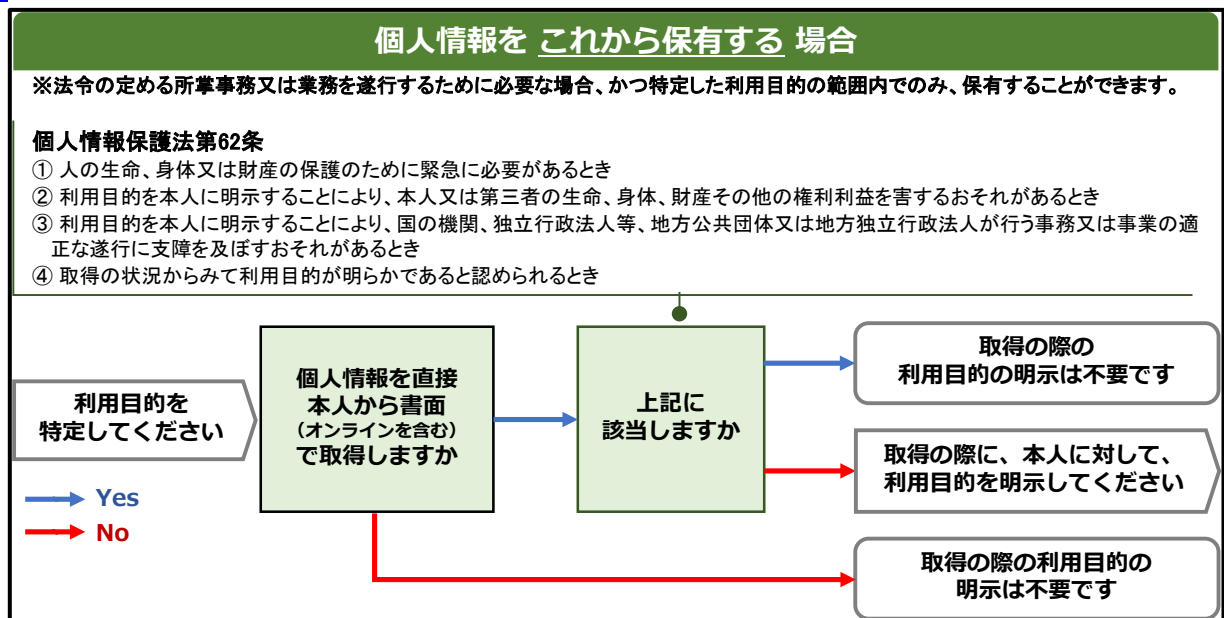 個人情報を これから保有する 場合
※法令の定める所掌事務又は業務を遂行するために必要な場合、かつ特定した利用目的の範囲内でのみ、保有することができます。
個人情報保護法第62条
① 人の生命、身体又は財産の保護のために緊急に必要があるとき
② 利用目的を本人に明示することにより、本人又は第三者の生命、身体、財産その他の権利利益を害するおそれがあるとき
③ 利用目的を本人に明示することにより、国の機関、独立行政法人等、地方公共団体又は地方独立行政法人が行う事務又は事業の適
正な遂行に支障を及ぼすおそれがあるとき
④ 取得の状況からみて利用目的が明らかであると認められるとき
利用目的を
特定してください
個人情報を直接
本人から書面
（オンラインを含む）
で取得しますか
上記に
該当しますか
取得の際の
利用目的の明示は不要です
取得の際に、本人に対して、
利用目的を明示してください
取得の際の利用目的の
明示は不要です
Yes
No